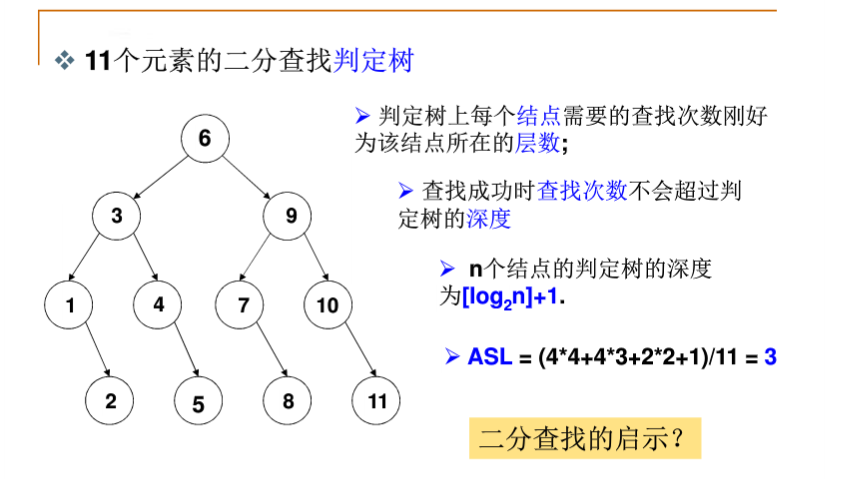 ❖ 11个元素的二分查找判定树
6
3 9
1 4 7 10
2 5 8 11
➢ 判定树上每个结点需要的查找次数刚好
为该结点所在的层数;
➢ 查找成功时查找次数不会超过判
定树的深度
➢ n个结点的判定树的深度
为[log₂n]+1.
➢ ASL = (4*4+4*3+2*2+1)/11 = 3
二分查找的启示？